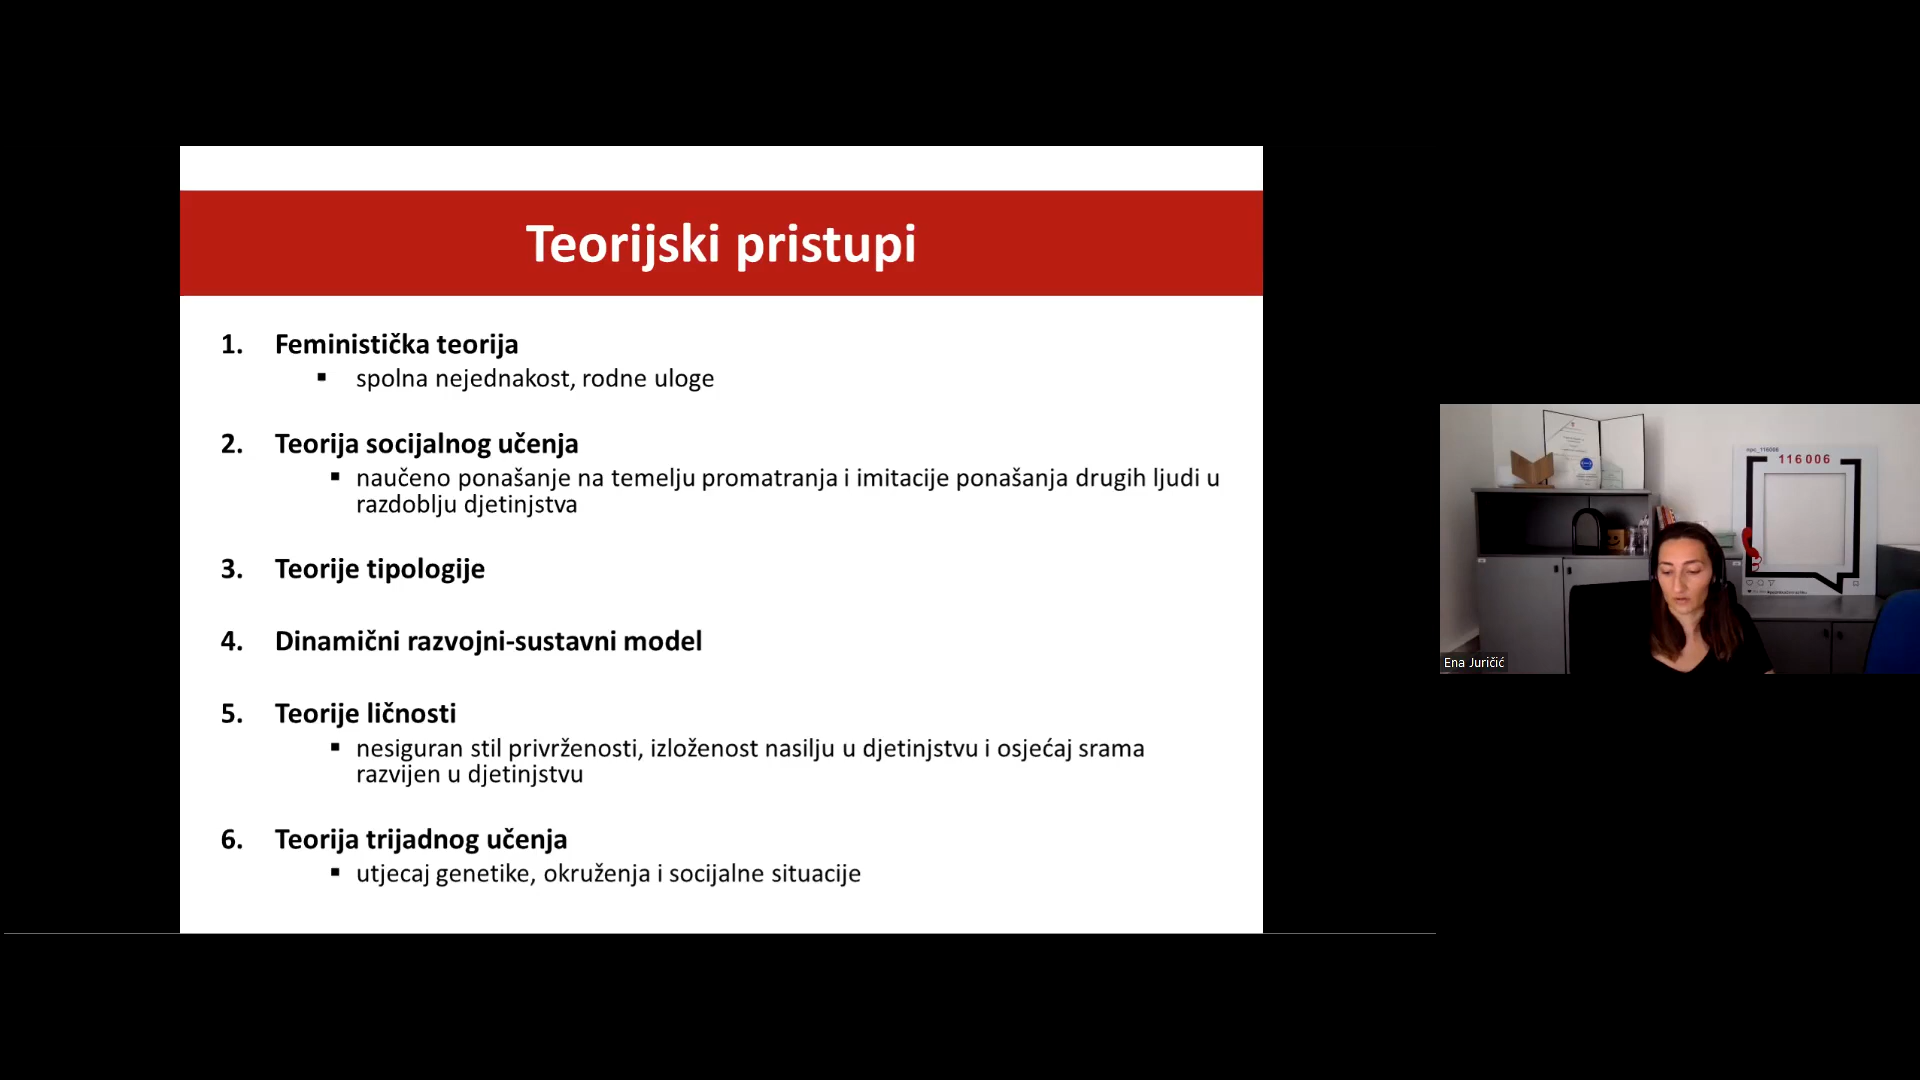 Teorijski pristupi
1. Feministička teorija
▪ spolna nejednakost, rodne uloge
2. Teorija socijalnog učenja
▪ naučeno ponašanje na temelju promatranja i imitacije ponašanja drugih ljudi u
razdoblju djetinjstva
3. Teorije tipologije
4. Dinamični razvojni-sustavni model
5. Teorije ličnosti
▪ nesiguran stil privrženosti, izloženost nasilju u djetinjstvu i osjećaj srama
razvijen u djetinjstvu
6. Teorija trijadnog učenja
▪ utjecaj genetike, okruženja i socijalne situacije
116 006
Ena Juričić